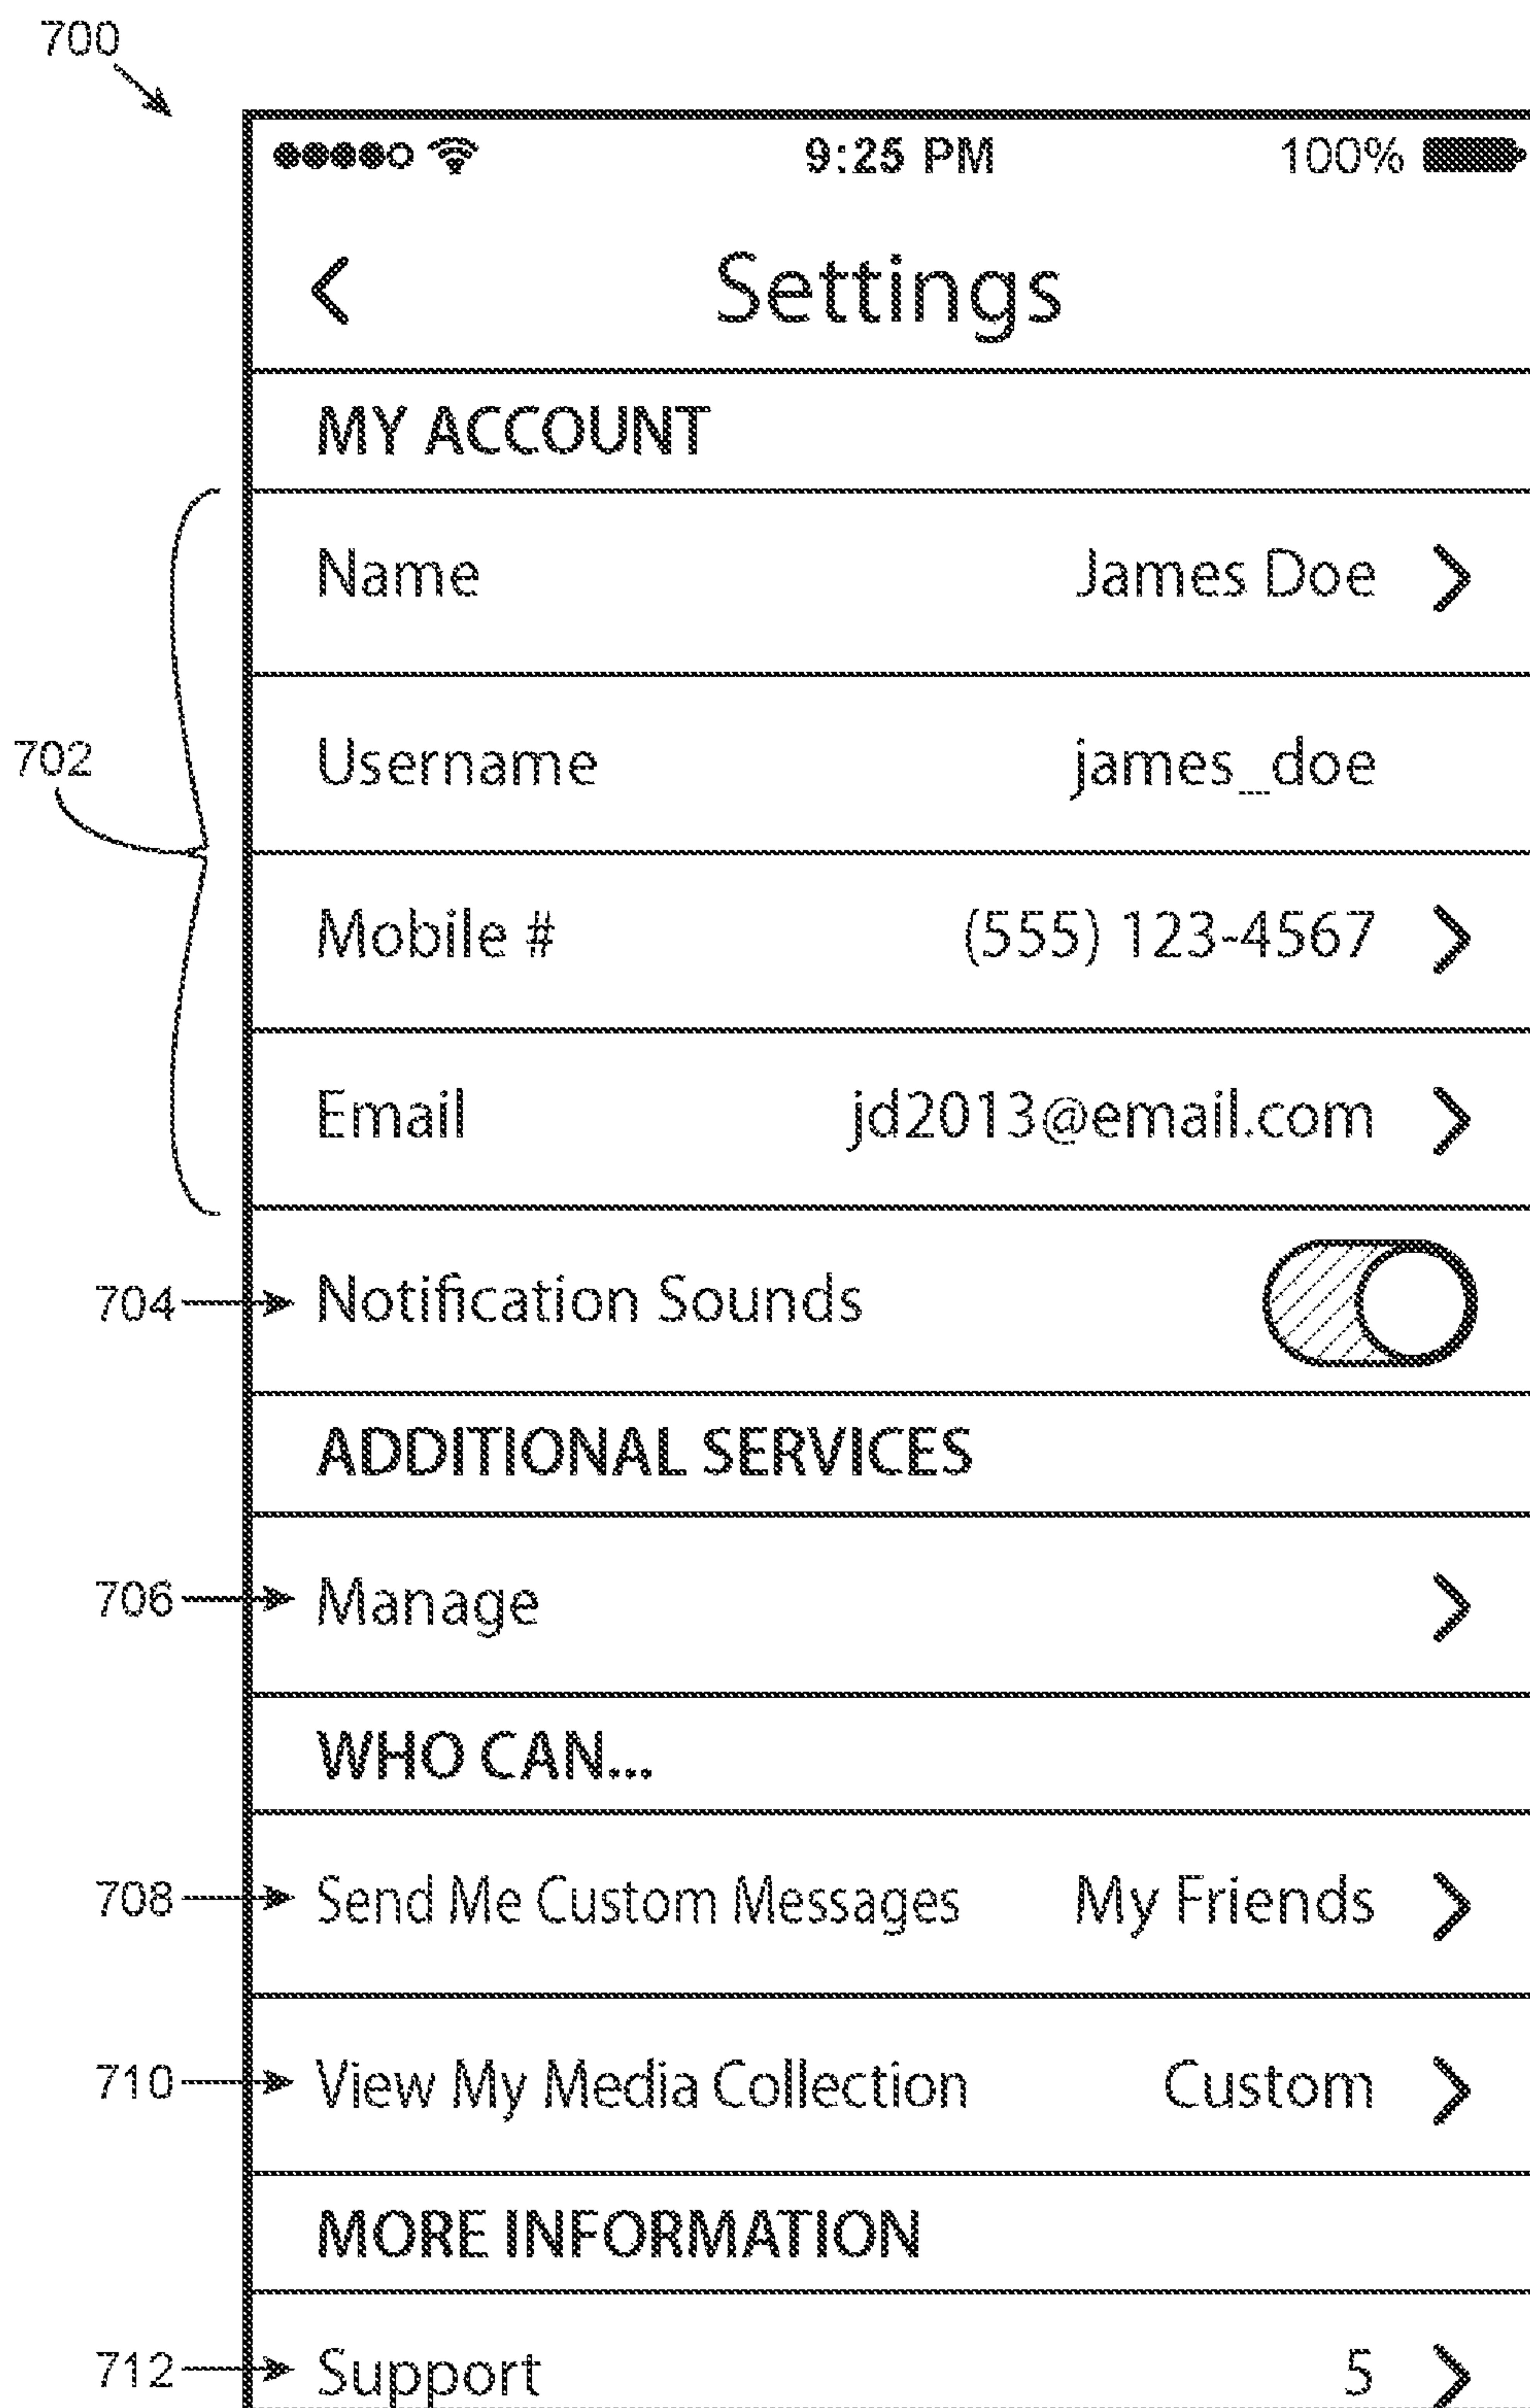 700
9:25 PM 100%
Settings
MY ACCOUNT
Name James Doe
702 Username james_doe
Mobile # (555) 123-4567
Email jd2013@email.com
704 Notification Sounds
ADDITIONAL SERVICES
706 Manage
WHO CAN...
708 Send Me Custom Messages My Friends
710 View My Media Collection Custom
MORE INFORMATION
712 Support 5